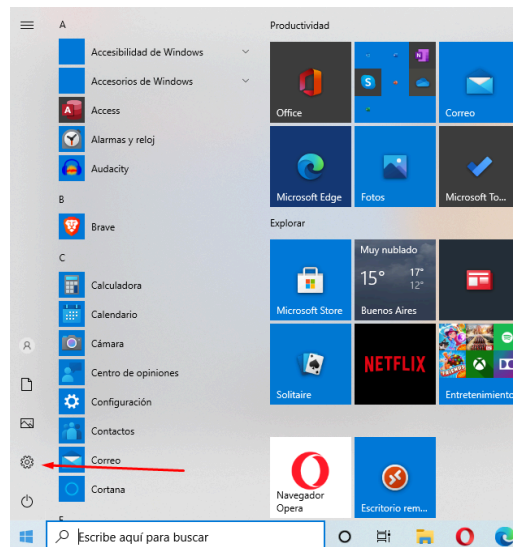 A
Accesibilidad de Windows
Accesorios de Windows
Access
Alarmas y reloj
Audacity
B
Brave
C
Calculadora
Calendario
Cámara
Centro de opiniones
Configuración
Contactos
Correo
Cortana
Productividad
Office
Correo
Microsoft Edge
Fotos
Microsoft To...
Explorar
Microsoft Store
Muy nublado
15° 17°
12°
Buenos Aires
Solitaire
NETFLIX
Entretenimiento
Navegador
Opera
Escritorio rem...
Escribe aquí para buscar